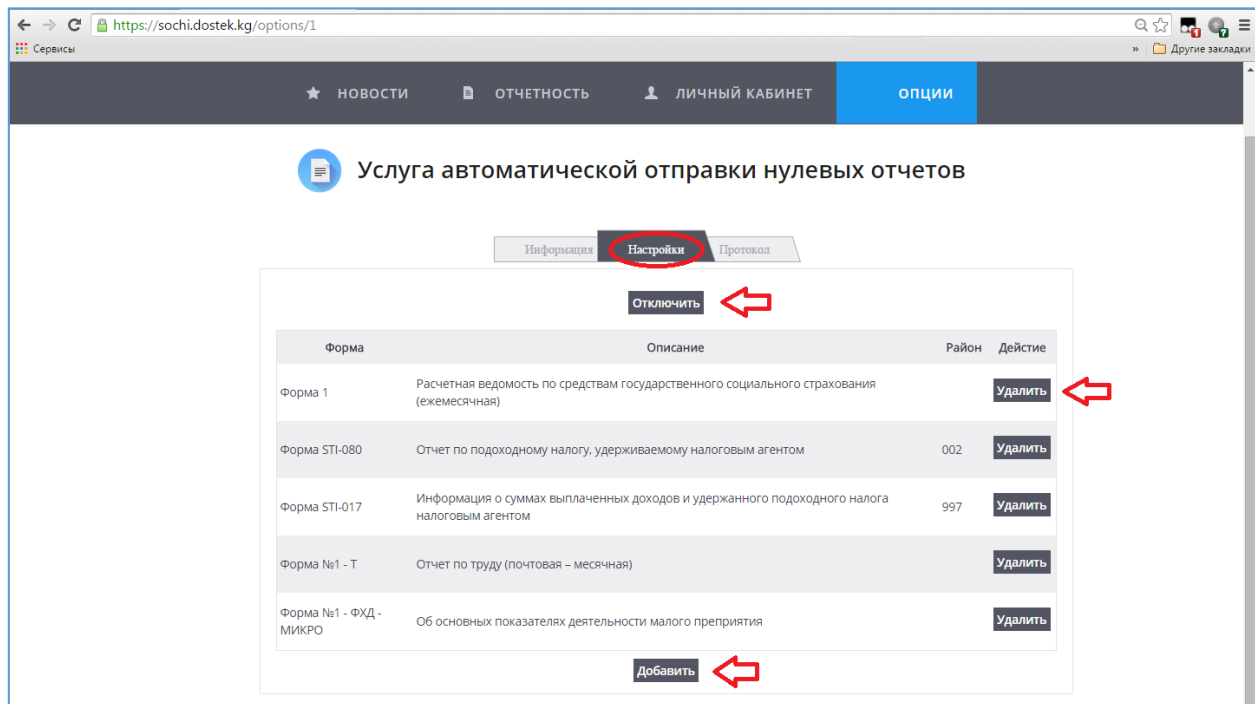 https://sochi.dostek.kg/options/1
Сервисы
» Другие закладки
НОВОСТИ ОТЧЕТНОСТЬ ЛИЧНЫЙ КАБИНЕТ ОПЦИИ
Услуга автоматической отправки нулевых отчетов
Информация Настройки Протокол
Отключить
Форма Описание Район Дейстие
Форма 1 Расчетная ведомость по средствам государственного социального страхования
(ежемесячная) Удалить
Форма STI-080 Отчет по подоходному налогу, удерживаемому налоговым агентом 002 Удалить
Форма STI-017 Информация о суммах выплаченных доходов и удержанного подоходного налога
налоговым агентом 997 Удалить
Форма №1 - Т Отчет по труду (почтовая – месячная) Удалить
Форма №1 - ФХД -
МИКРО Об основных показателях деятельности малого преприятия Удалить
Добавить